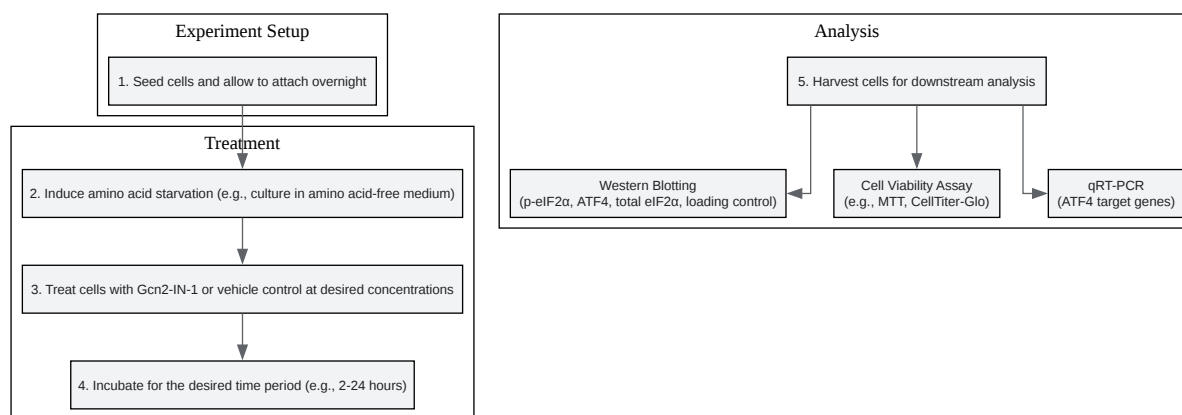 Experiment Setup
1. Seed cells and allow to attach overnight
Treatment
2. Induce amino acid starvation (e.g., culture in amino acid-free medium)
3. Treat cells with Gcn2-IN-1 or vehicle control at desired concentrations
4. Incubate for the desired time period (e.g., 2-24 hours)
Analysis
5. Harvest cells for downstream analysis
Western Blotting
(p-eIF2α, ATF4, total eIF2α, loading control)
Cell Viability Assay
(e.g., MTT, CellTiter-Glo)
qRT-PCR
(ATF4 target genes)